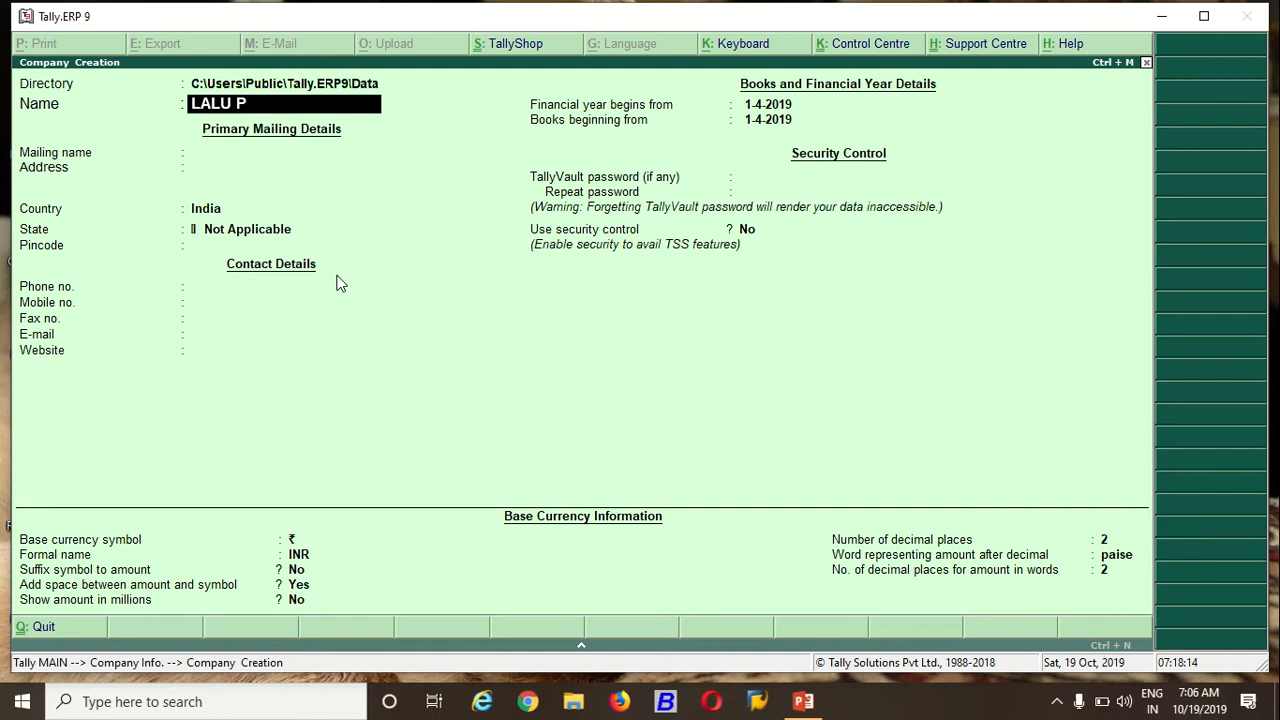 Tally.ERP 9
P: Print
E: Export
M: E-Mail
O: Upload
S: TallyShop
G: Language
K: Keyboard
K: Control Centre
H: Support Centre
H: Help
Company Creation
Ctrl + M
Directory : C:\Users\Public\Tally.ERP9\Data
Name : LALU P
Primary Mailing Details
Mailing name :
Address :
Country : India
State : Not Applicable
Pincode :
Contact Details
Phone no. :
Mobile no. :
Fax no. :
E-mail :
Website :
Books and Financial Year Details
Financial year begins from : 1-4-2019
Books beginning from : 1-4-2019
Security Control
TallyVault password (if any) :
Repeat password :
(Warning: Forgetting TallyVault password will render your data inaccessible.)
Use security control ? No
(Enable security to avail TSS features)
Base Currency Information
Base currency symbol : ₹
Formal name : INR
Suffix symbol to amount ? No
Add space between amount and symbol ? Yes
Show amount in millions ? No
Number of decimal places : 2
Word representing amount after decimal : paise
No. of decimal places for amount in words : 2
Q: Quit
Ctrl + N
Tally MAIN --> Company Info. --> Company Creation
© Tally Solutions Pvt Ltd., 1988-2018
Sat, 19 Oct, 2019
07:18:14
Type here to search
ENG
IN
7:06 AM
10/19/2019